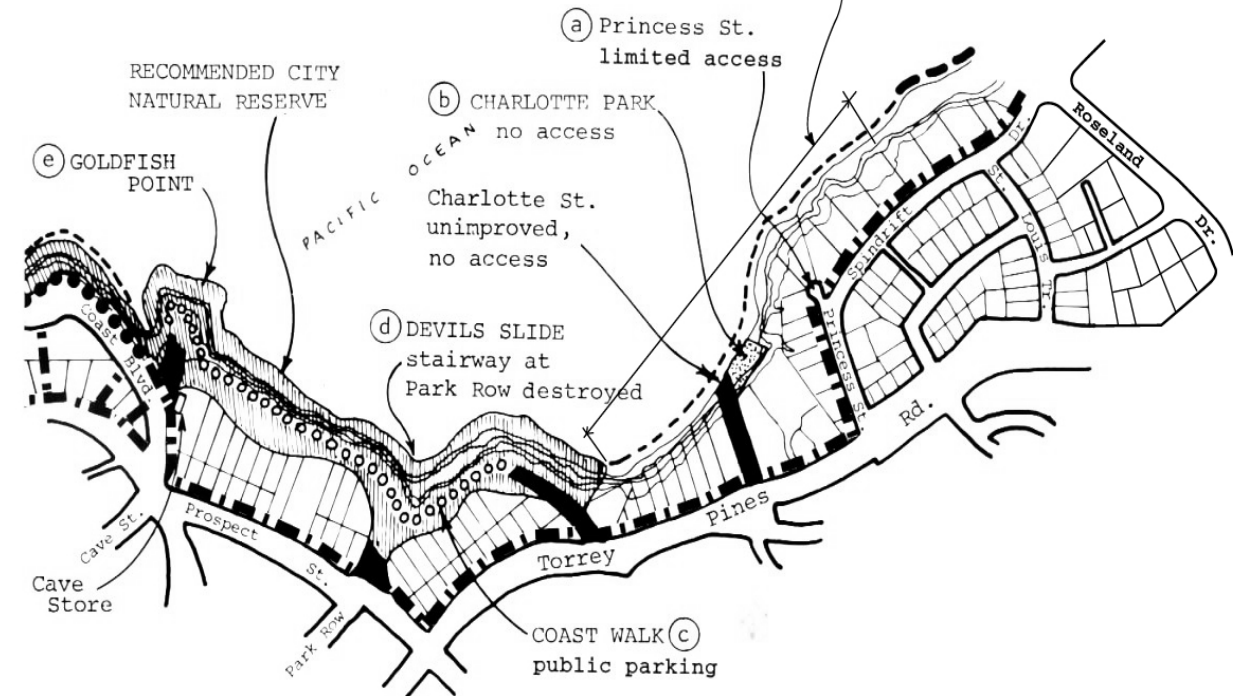 a Princess St.
limited access
RECOMMENDED CITY
NATURAL RESERVE
b CHARLOTTE PARK
no access
PACIFIC OCEAN
e GOLDFISH
POINT
Charlotte St.
unimproved,
no access
d DEVILS SLIDE
stairway at
Park Row destroyed
Roseland
Dr.
Dr.
St.
Spindrift
Louis
Tr.
Princess
St.
Coast Blvd.
Rd.
Pines
Torrey
Prospect
St.
Cave St.
Cave
Store
Park Row
COAST WALK c
public parking